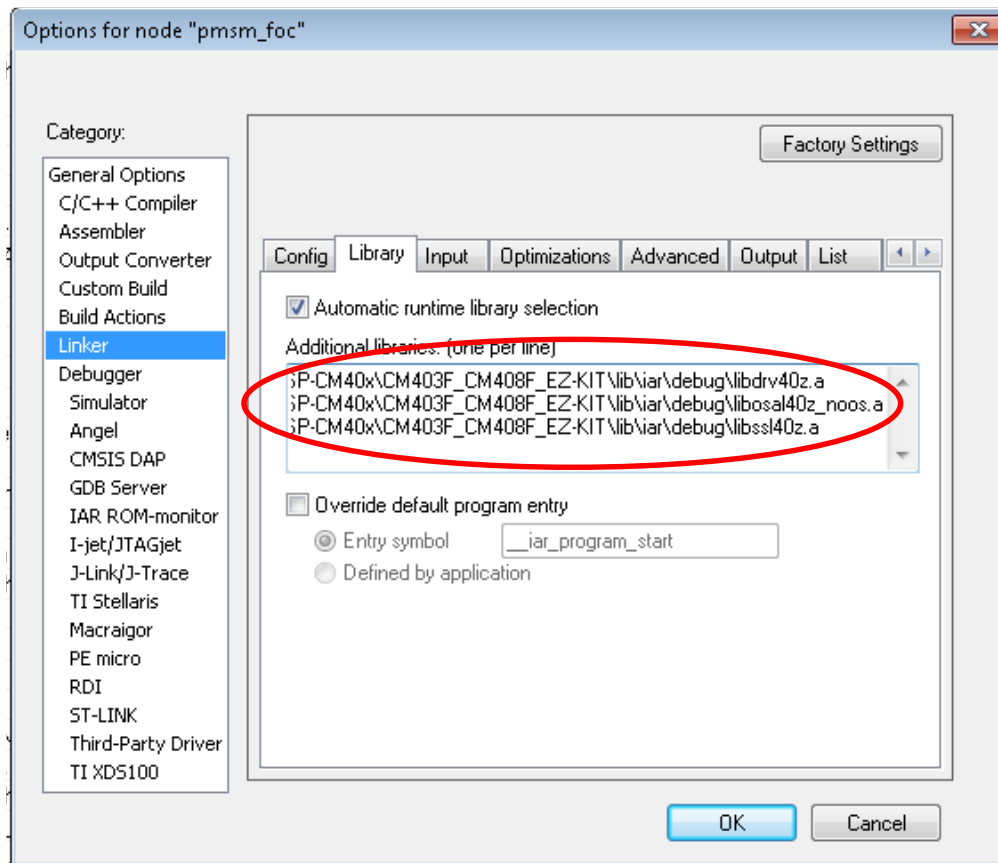 Options for node "pmsm_foc"
Category:
Factory Settings
General Options
C/C++ Compiler
Assembler
Output Converter
Custom Build
Build Actions
Linker
Debugger
Simulator
Angel
CMSIS DAP
GDB Server
IAR ROM-monitor
I-jet/JTAGjet
J-Link/J-Trace
TI Stellaris
Macraigor
PE micro
RDI
ST-LINK
Third-Party Driver
TI XDS100
Config Library Input Optimizations Advanced Output List
Automatic runtime library selection
Additional libraries: (one per line)
P-CM40x\CM403F_CM408F_EZ-KIT\lib\iar\debug\libdrv40z.a
P-CM40x\CM403F_CM408F_EZ-KIT\lib\iar\debug\libosal40z_noos.a
P-CM40x\CM403F_CM408F_EZ-KIT\lib\iar\debug\libssl40z.a
Override default program entry
Entry symbol __iar_program_start
Defined by application
OK Cancel